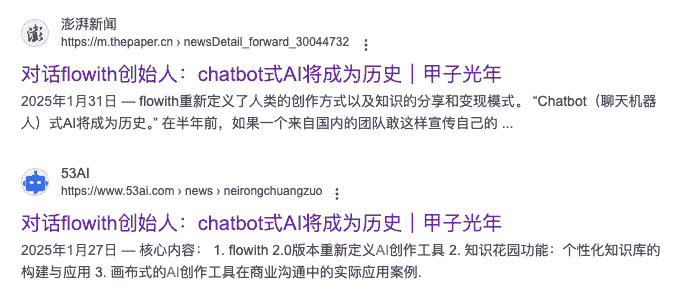 澎湃新闻
https://m.thepaper.cn › newsDetail_forward_30044732
对话flowith创始人：chatbot式AI将成为历史｜甲子光年
2025年1月31日 — flowith重新定义了人类的创作方式以及知识的分享和变现模式。 “Chatbot（聊天机器
人）式AI将成为历史。” 在半年前，如果一个来自国内的团队敢这样宣传自己的 ...
53AI
https://www.53ai.com › news › neirongchuangzuo
对话flowith创始人：chatbot式AI将成为历史｜甲子光年
2025年1月27日 — 核心内容： 1. flowith 2.0版本重新定义AI创作工具 2. 知识花园功能：个性化知识库的
构建与应用 3. 画布式的AI创作工具在商业沟通中的实际应用案例.